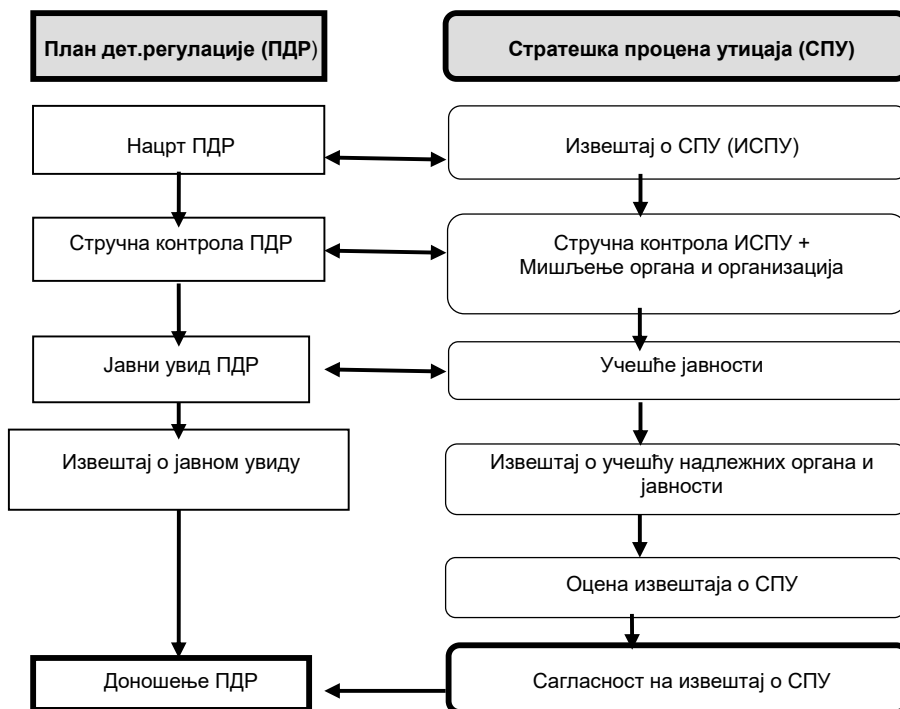 План дет.регулације (ПДР)
Стратешка процена утицаја (СПУ)
Нацрт ПДР
Извештај о СПУ (ИСПУ)
Стручна контрола ПДР
Стручна контрола ИСПУ +
Мишљење органа и организација
Јавни увид ПДР
Учешће јавности
Извештај о јавном увиду
Извештај о учешћу надлежних органа и
јавности
Оцена извештаја о СПУ
Доношење ПДР
Сагласност на извештај о СПУ